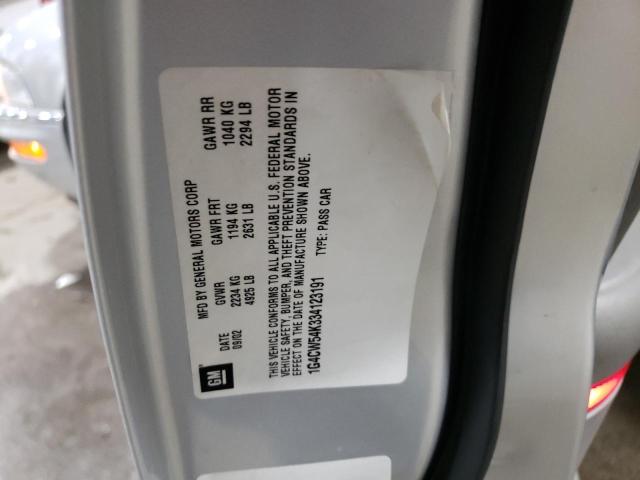 GM
MFD BY GENERAL MOTORS CORP
DATE GVWR GAWR FRT GAWR RR
09/02 2234 KG 1194 KG 1040 KG
4925 LB 2631 LB 2294 LB
THIS VEHICLE CONFORMS TO ALL APPLICABLE U.S. FEDERAL MOTOR
VEHICLE SAFETY, BUMPER, AND THEFT PREVENTION STANDARDS IN
EFFECT ON THE DATE OF MANUFACTURE SHOWN ABOVE.
1G4CW54K334123191 TYPE: PASS CAR